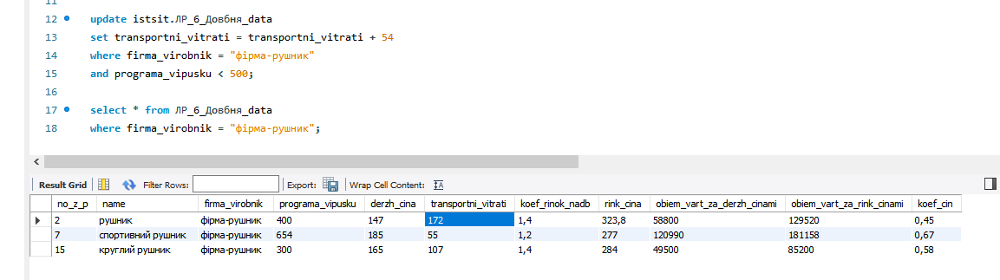 11
12 update istsit.ЛР_6_Довбня_data
13 set transportni_vitrati = transportni_vitrati + 54
14 where firma_virobnik = "фірма-рушник"
15 and programa_vipusku < 500;
16
17 select * from ЛР_6_Довбня_data
18 where firma_virobnik = "фірма-рушник";
Result Grid Filter Rows: Export: Wrap Cell Content:
no_z_p name firma_virobnik programa_vipusku derzh_cina transportni_vitrati koef_rinok_nadb rink_cina obiem_vart_za_derzh_cinami obiem_vart_za_rink_cinami koef_cin
2 рушник фірма-рушник 400 147 172 1,4 323,8 58800 129520 0,45
7 спортивний рушник фірма-рушник 654 185 55 1,2 277 120990 181158 0,67
15 круглий рушник фірма-рушник 300 165 107 1,4 284 49500 85200 0,58